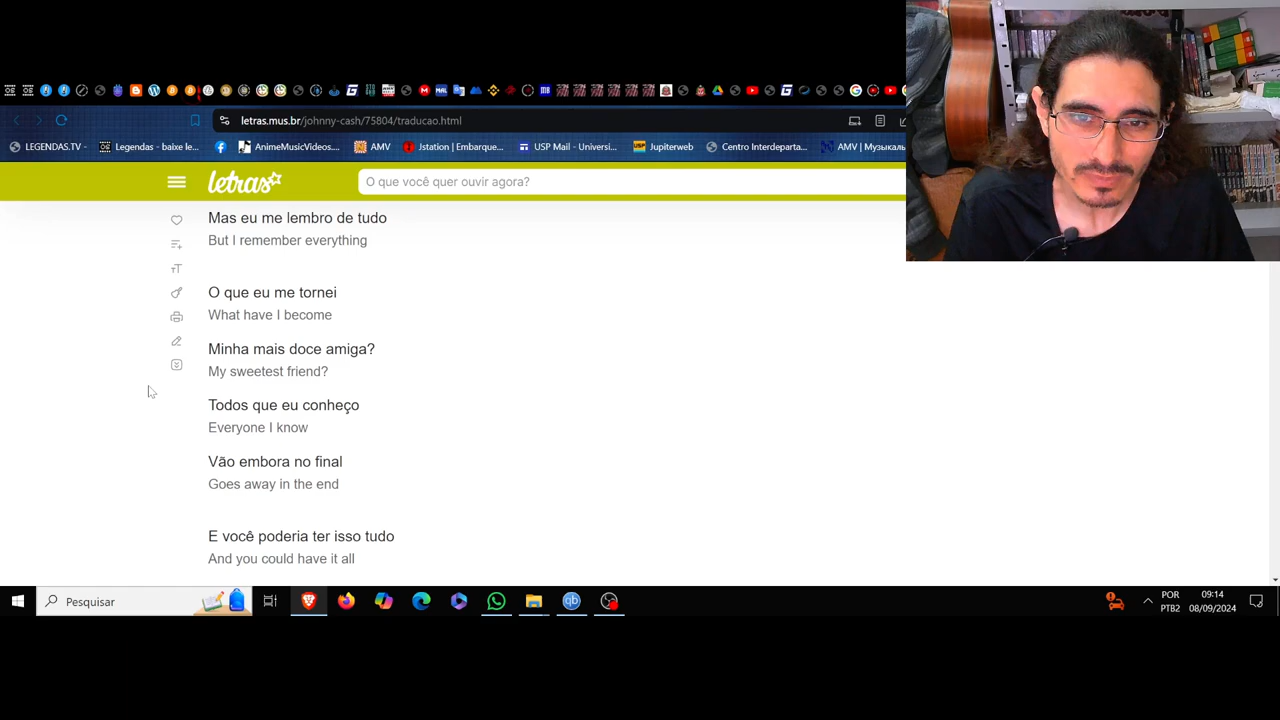 letras.mus.br/johnny-cash/75804/traducao.html
LEGENDAS.TV -
Legendas - baixe le...
AnimeMusicVideos....
AMV
Jstation | Embarque...
USP Mail - Universi...
Jupiterweb
Centro Interdeparta...
AMV | Музыкаль
letras
O que você quer ouvir agora?
Mas eu me lembro de tudo
But I remember everything
O que eu me tornei
What have I become
Minha mais doce amiga?
My sweetest friend?
Todos que eu conheço
Everyone I know
Vão embora no final
Goes away in the end
E você poderia ter isso tudo
And you could have it all
Pesquisar
POR
PTB2
09:14
08/09/2024